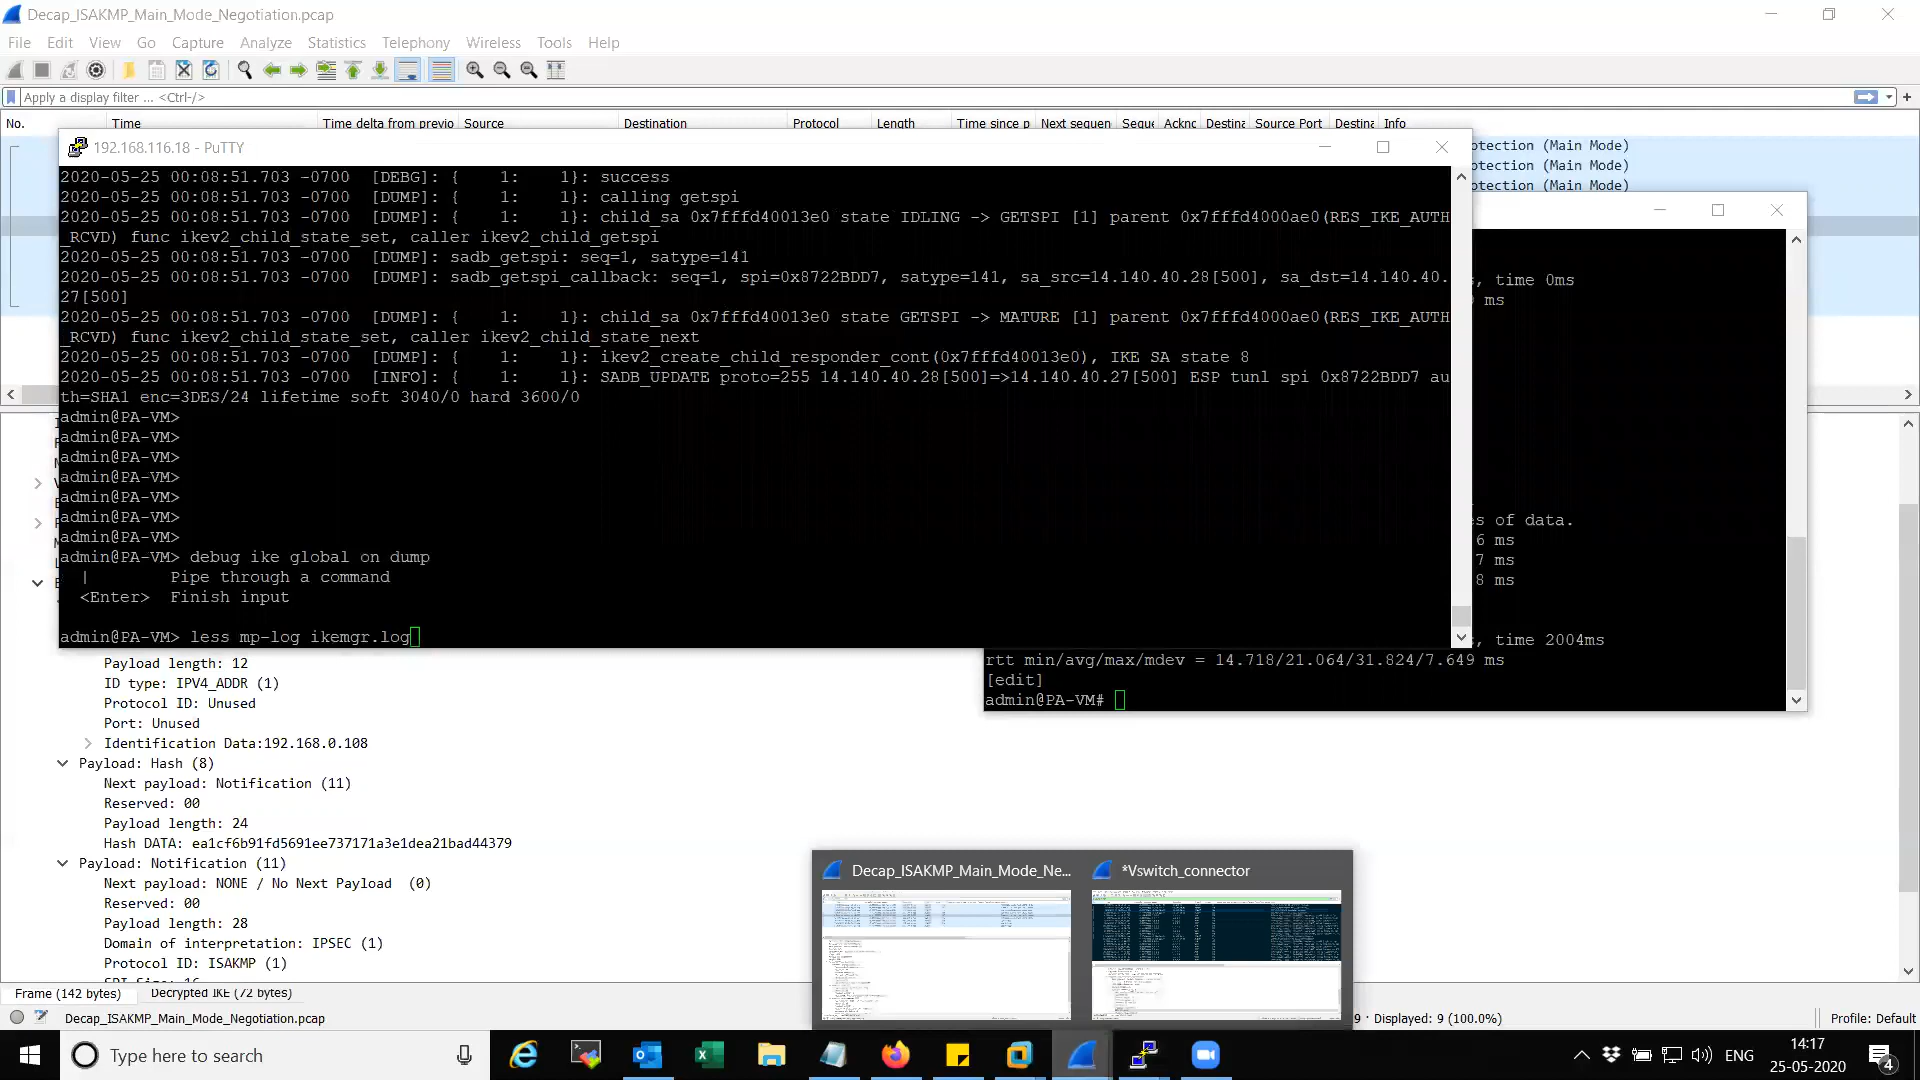 Decap_ISAKMP_Main_Mode_Negotiation.pcap
File Edit View Go Capture Analyze Statistics Telephony Wireless Tools Help
Apply a display filter ... <Ctrl-/>
No. Time Time delta from previo Source Destination Protocol Length Time since p Next sequen Seque Ackno Destina Source Port Destina Info
otection (Main Mode)
otection (Main Mode)
otection (Main Mode)
192.168.116.18 - PuTTY
2020-05-25 00:08:51.703 -0700 [DEBG]: { 1: 1}: success
2020-05-25 00:08:51.703 -0700 [DUMP]: { 1: 1}: calling getspi
2020-05-25 00:08:51.703 -0700 [DUMP]: { 1: 1}: child_sa 0x7fffd40013e0 state IDLING -> GETSPI [1] parent 0x7fffd4000ae0(RES_IKE_AUTH
_RCVD) func ikev2_child_state_set, caller ikev2_child_getspi
2020-05-25 00:08:51.703 -0700 [DUMP]: sadb_getspi: seq=1, satype=141
2020-05-25 00:08:51.703 -0700 [DUMP]: sadb_getspi_callback: seq=1, spi=0x8722BDD7, satype=141, sa_src=14.140.40.28[500], sa_dst=14.140.40.
27[500]
2020-05-25 00:08:51.703 -0700 [DUMP]: { 1: 1}: child_sa 0x7fffd40013e0 state GETSPI -> MATURE [1] parent 0x7fffd4000ae0(RES_IKE_AUTH
_RCVD) func ikev2_child_state_set, caller ikev2_child_state_next
2020-05-25 00:08:51.703 -0700 [DUMP]: { 1: 1}: ikev2_create_child_responder_cont(0x7fffd40013e0), IKE SA state 8
2020-05-25 00:08:51.703 -0700 [INFO]: { 1: 1}: SADB_UPDATE proto=255 14.140.40.28[500]=>14.140.40.27[500] ESP tunl spi 0x8722BDD7 au
th=SHA1 enc=3DES/24 lifetime soft 3040/0 hard 3600/0
admin@PA-VM>
admin@PA-VM>
admin@PA-VM>
admin@PA-VM>
admin@PA-VM>
admin@PA-VM>
admin@PA-VM>
admin@PA-VM> debug ike global on dump
| Pipe through a command
<Enter> Finish input
admin@PA-VM> less mp-log ikemgr.log
s, time 0ms
ms
s of data.
6 ms
7 ms
8 ms
, time 2004ms
rtt min/avg/max/mdev = 14.718/21.064/31.824/7.649 ms
[edit]
admin@PA-VM#
Payload length: 12
ID type: IPV4_ADDR (1)
Protocol ID: Unused
Port: Unused
Identification Data:192.168.0.108
Payload: Hash (8)
Next payload: Notification (11)
Reserved: 00
Payload length: 24
Hash DATA: ea1cf6b91fd5691ee737171a3e1dea21bad44379
Payload: Notification (11)
Next payload: NONE / No Next Payload (0)
Reserved: 00
Payload length: 28
Domain of interpretation: IPSEC (1)
Protocol ID: ISAKMP (1)
Decap_ISAKMP_Main_Mode_Ne...
*Vswitch_connector
Frame (142 bytes) Decrypted IKE (72 bytes)
Decap_ISAKMP_Main_Mode_Negotiation.pcap
9 · Displayed: 9 (100.0%)
Profile: Default
Type here to search
ENG
14:17
25-05-2020
4